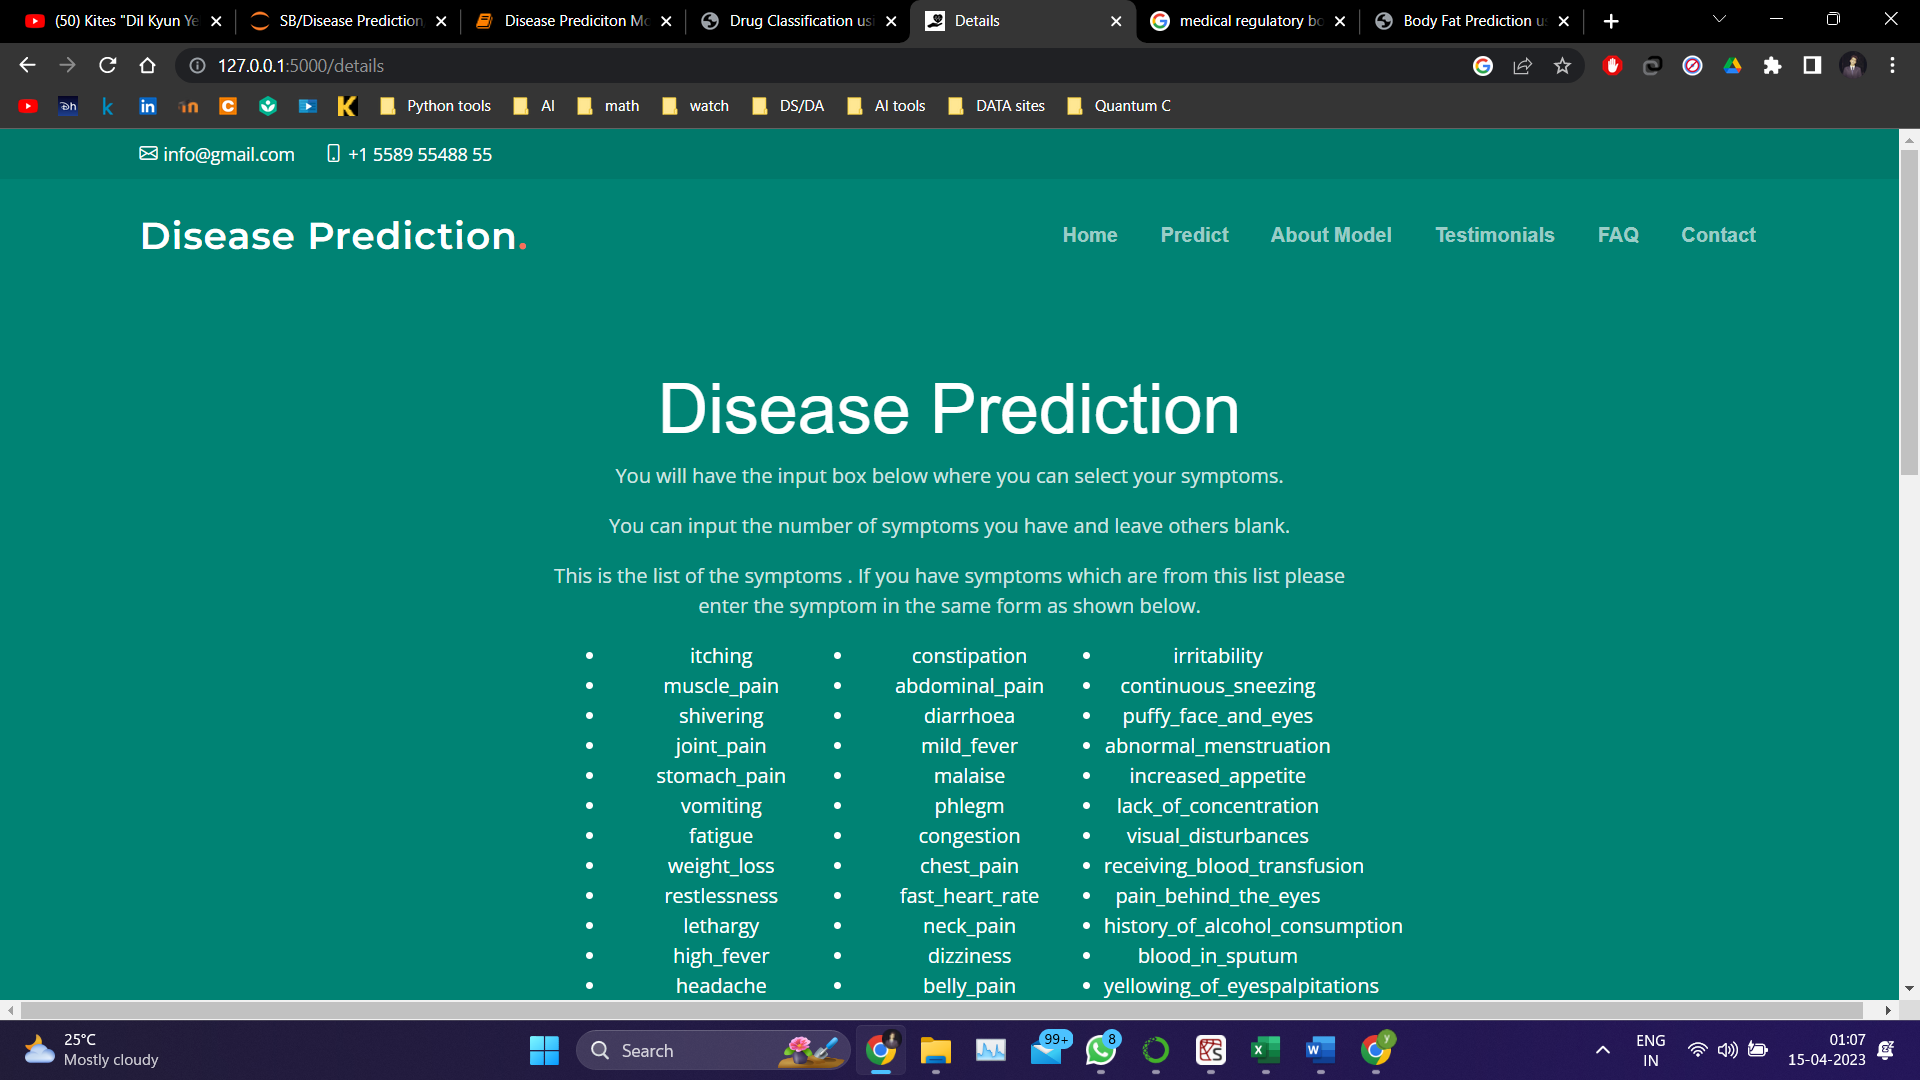 (50) Kites "Dil Kyun Ye
SB/Disease Prediction
Disease Prediciton Mo
Drug Classification usi
Details
medical regulatory bo
Body Fat Prediction u
127.0.0.1:5000/details
Python tools
AI
math
watch
DS/DA
AI tools
DATA sites
Quantum C
info@gmail.com
+1 5589 55488 55
Disease Prediction.
Home
Predict
About Model
Testimonials
FAQ
Contact
Disease Prediction
You will have the input box below where you can select your symptoms.
You can input the number of symptoms you have and leave others blank.
This is the list of the symptoms . If you have symptoms which are from this list please
enter the symptom in the same form as shown below.
• itching • constipation • irritability
• muscle_pain • abdominal_pain • continuous_sneezing
• shivering • diarrhoea • puffy_face_and_eyes
• joint_pain • mild_fever • abnormal_menstruation
• stomach_pain • malaise • increased_appetite
• vomiting • phlegm • lack_of_concentration
• fatigue • congestion • visual_disturbances
• weight_loss • chest_pain • receiving_blood_transfusion
• restlessness • fast_heart_rate • pain_behind_the_eyes
• lethargy • neck_pain • history_of_alcohol_consumption
• high_fever • dizziness • blood_in_sputum
• headache • belly_pain • yellowing_of_eyespalpitations
25°C
Mostly cloudy
Search
99+
8
ENG
IN
01:07
15-04-2023